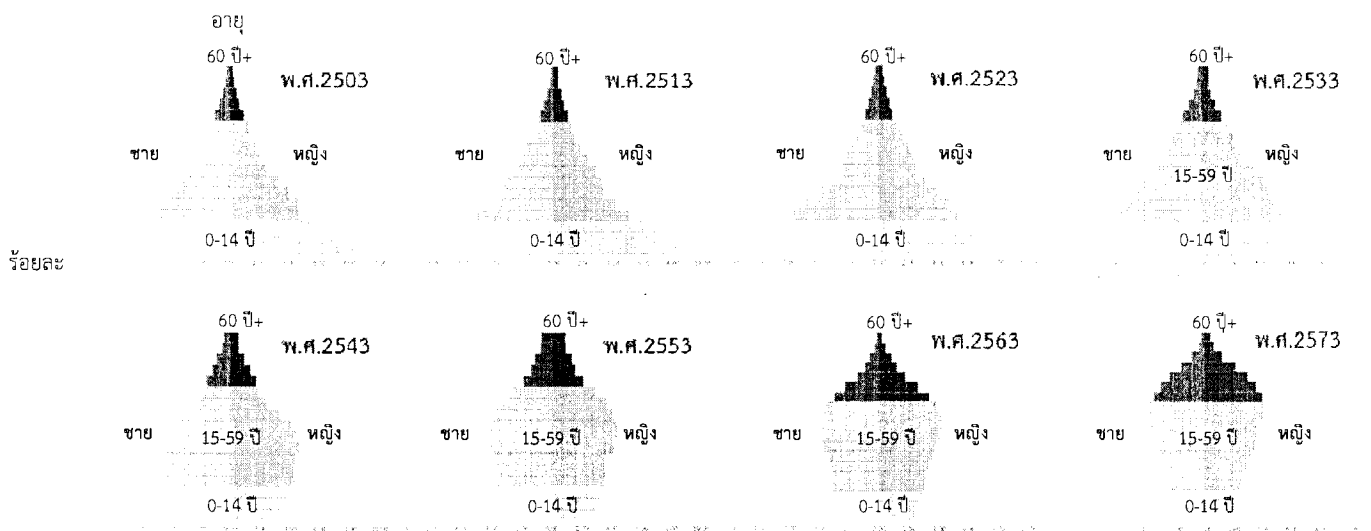 อายุ
60 ปี+ 60 ปี+ 60 ปี+ 60 ปี+
พ.ศ.2503 พ.ศ.2513 พ.ศ.2523 พ.ศ.2533
ชาย หญิง ชาย หญิง ชาย หญิง ชาย หญิง
15-59 ปี
0-14 ปี 0-14 ปี 0-14 ปี 0-14 ปี
ร้อยละ
60 ปี+ 60 ปี+ 60 ปี+ 60 ปี+
พ.ศ.2543 พ.ศ.2553 พ.ศ.2563 พ.ศ.2573
ชาย 15-59 ปี หญิง ชาย 15-59 ปี หญิง ชาย 15-59 ปี หญิง ชาย 15-59 ปี หญิง
0-14 ปี 0-14 ปี 0-14 ปี 0-14 ปี